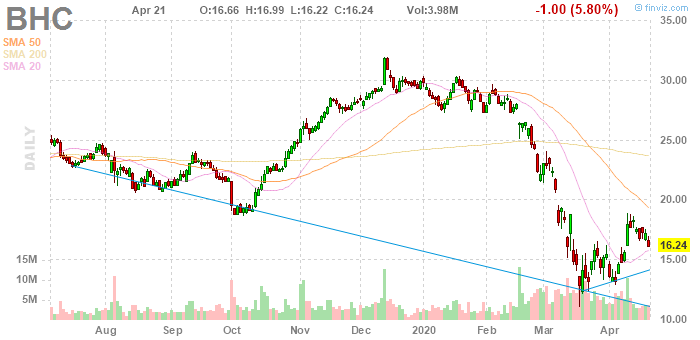 BHC
Apr 21 O:16.66 H:16.99 L:16.22 C:16.24 Vol:3.98M -1.00 (5.80%)
© finviz.com
SMA 50
SMA 200
SMA 20
DAILY
35.00
30.00
25.00
20.00
16.24
15.00
10.00
15M
10M
5M
Aug Sep Oct Nov Dec 2020 Feb Mar Apr